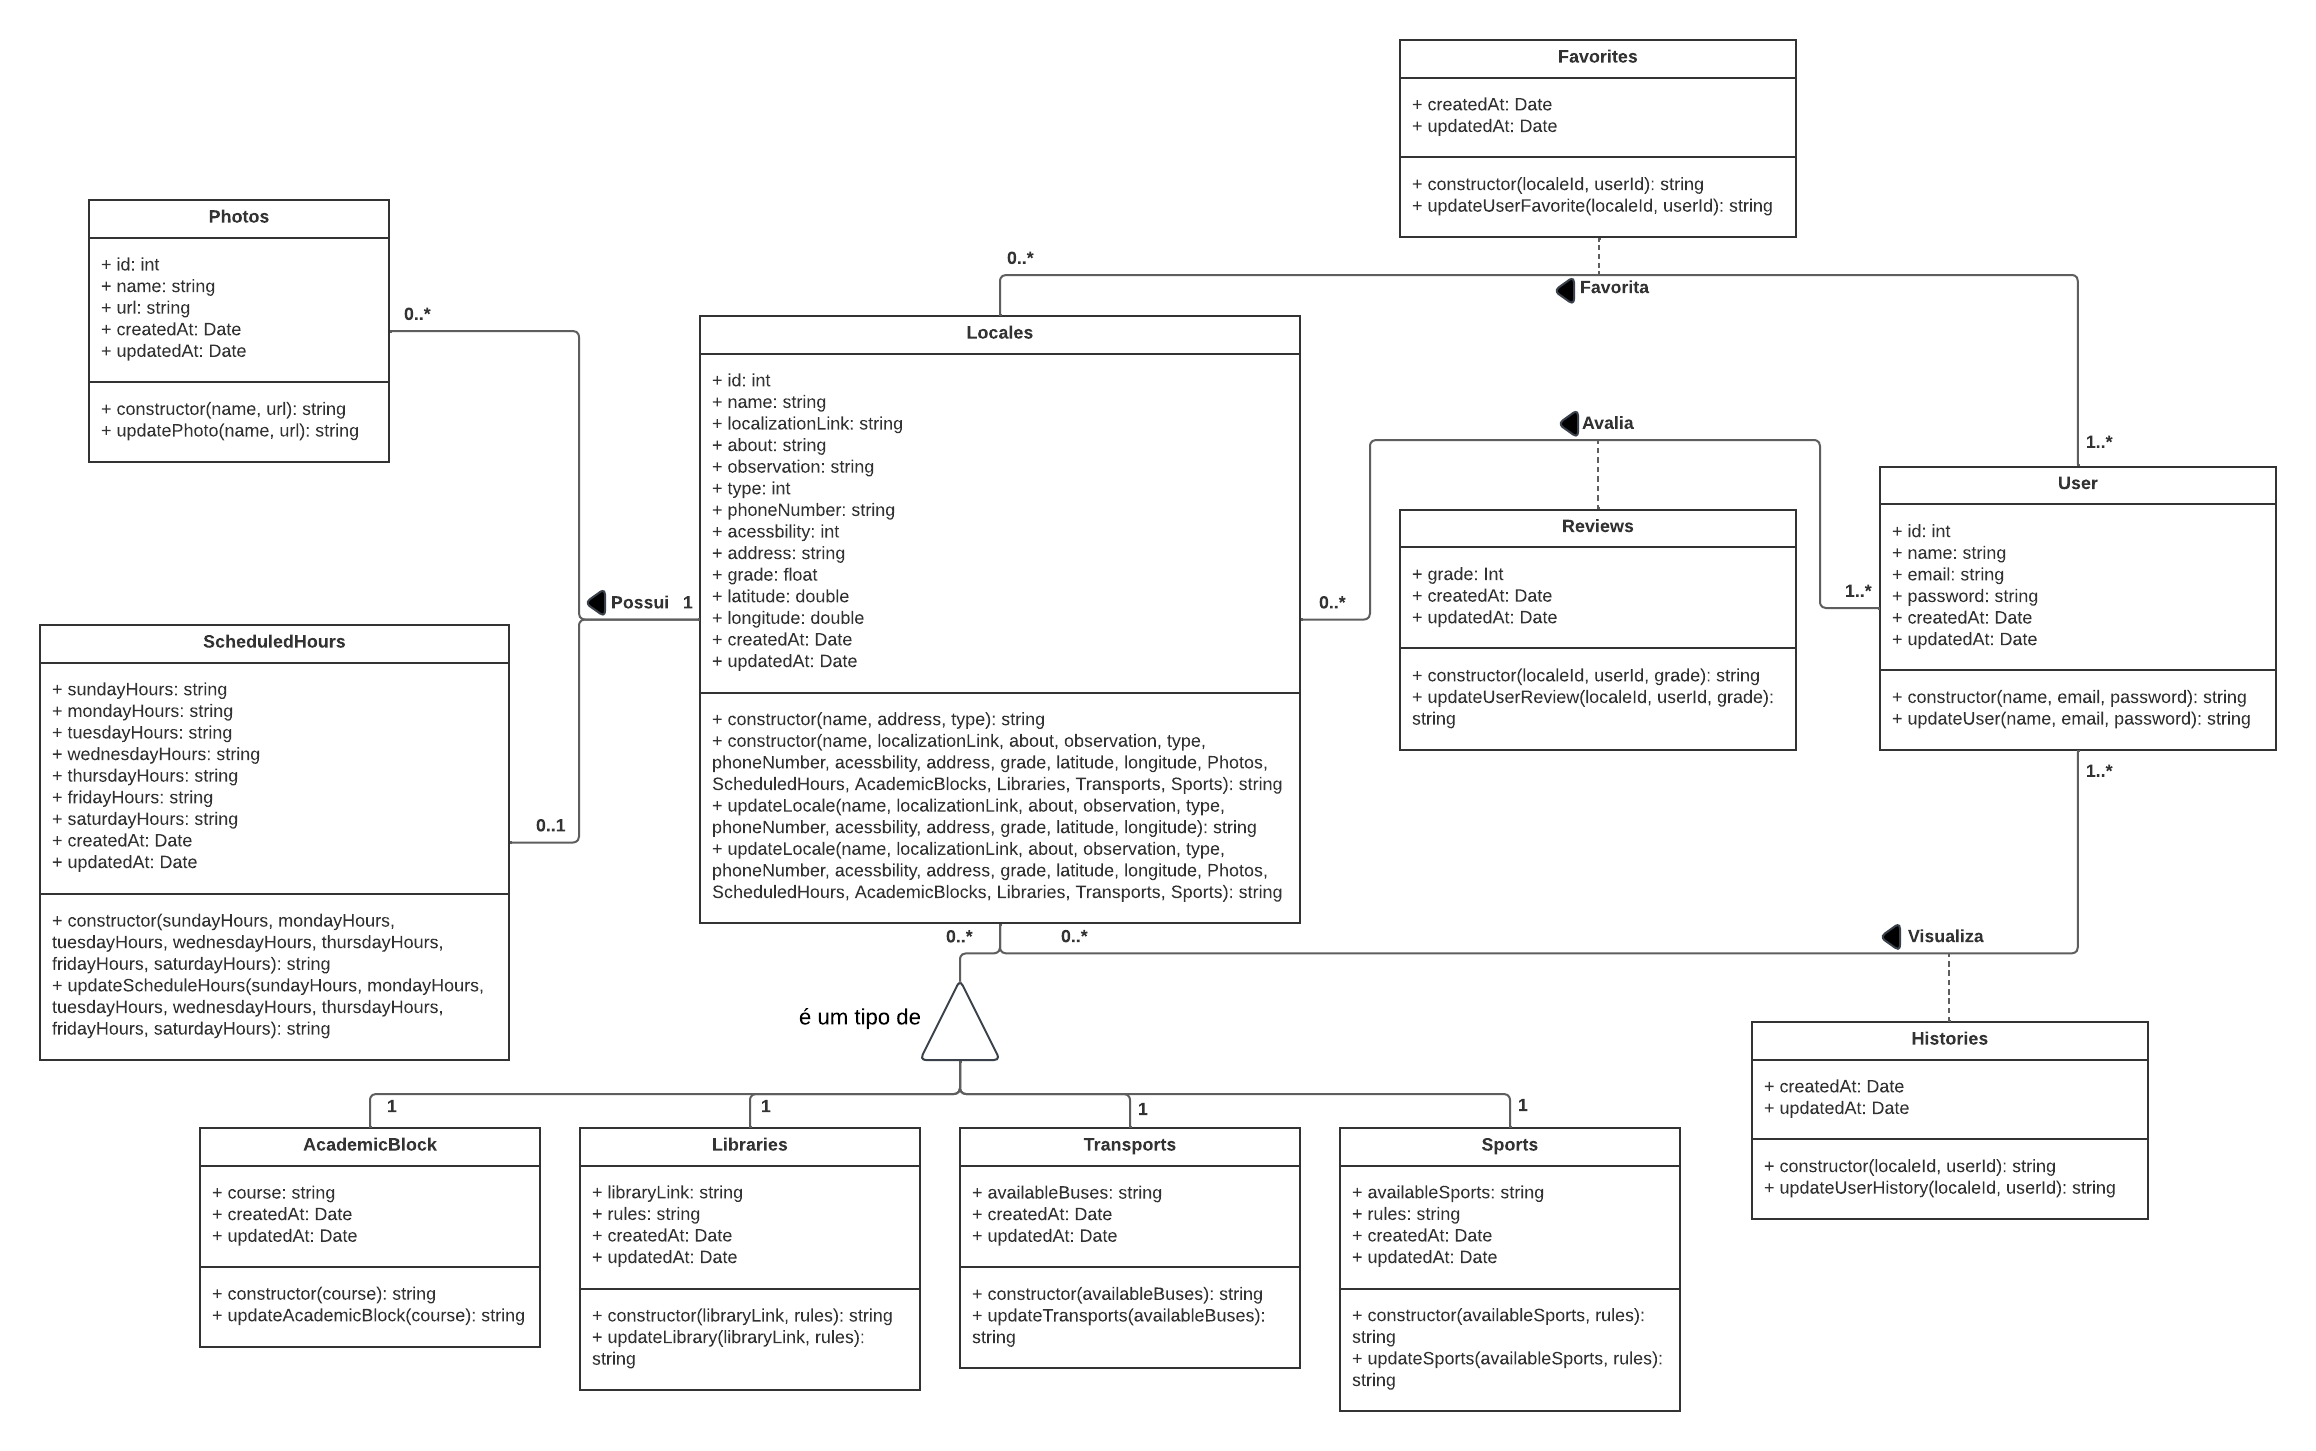 Favorites
+ createdAt: Date
+ updatedAt: Date
+ constructor(localeId, userId): string
+ updateUserFavorite(localeId, userId): string
Photos
+ id: int
+ name: string
+ url: string
+ createdAt: Date
+ updatedAt: Date
+ constructor(name, url): string
+ updatePhoto(name, url): string
0..*
0..*
Favorita
Locales
+ id: int
+ name: string
+ localizationLink: string
+ about: string
+ observation: string
+ type: int
+ phoneNumber: string
+ acessbility: int
+ address: string
+ grade: float
+ latitude: double
+ longitude: double
+ createdAt: Date
+ updatedAt: Date
+ constructor(name, address, type): string
+ constructor(name, localizationLink, about, observation, type,
phoneNumber, acessbility, address, grade, latitude, longitude, Photos,
ScheduledHours, AcademicBlocks, Libraries, Transports, Sports): string
+ updateLocale(name, localizationLink, about, observation, type,
phoneNumber, acessbility, address, grade, latitude, longitude): string
+ updateLocale(name, localizationLink, about, observation, type,
phoneNumber, acessbility, address, grade, latitude, longitude, Photos,
ScheduledHours, AcademicBlocks, Libraries, Transports, Sports): string
Avalia
1..*
0..*
1..*
Reviews
+ grade: Int
+ createdAt: Date
+ updatedAt: Date
+ constructor(localeId, userId, grade): string
+ updateUserReview(localeId, userId, grade):
string
User
+ id: int
+ name: string
+ email: string
+ password: string
+ createdAt: Date
+ updatedAt: Date
+ constructor(name, email, password): string
+ updateUser(name, email, password): string
1..*
Possui 1
ScheduledHours
+ sundayHours: string
+ mondayHours: string
+ tuesdayHours: string
+ wednesdayHours: string
+ thursdayHours: string
+ fridayHours: string
+ saturdayHours: string
+ createdAt: Date
+ updatedAt: Date
+ constructor(sundayHours, mondayHours,
tuesdayHours, wednesdayHours, thursdayHours,
fridayHours, saturdayHours): string
+ updateScheduleHours(sundayHours, mondayHours,
tuesdayHours, wednesdayHours, thursdayHours,
fridayHours, saturdayHours): string
0..1
0..*
0..*
Visualiza
é um tipo de
Histories
+ createdAt: Date
+ updatedAt: Date
+ constructor(localeId, userId): string
+ updateUserHistory(localeId, userId): string
1
1
1
1
AcademicBlock
+ course: string
+ createdAt: Date
+ updatedAt: Date
+ constructor(course): string
+ updateAcademicBlock(course): string
Libraries
+ libraryLink: string
+ rules: string
+ createdAt: Date
+ updatedAt: Date
+ constructor(libraryLink, rules): string
+ updateLibrary(libraryLink, rules):
string
Transports
+ availableBuses: string
+ createdAt: Date
+ updatedAt: Date
+ constructor(availableBuses): string
+ updateTransports(availableBuses):
string
Sports
+ availableSports: string
+ rules: string
+ createdAt: Date
+ updatedAt: Date
+ constructor(availableSports, rules):
string
+ updateSports(availableSports, rules):
string